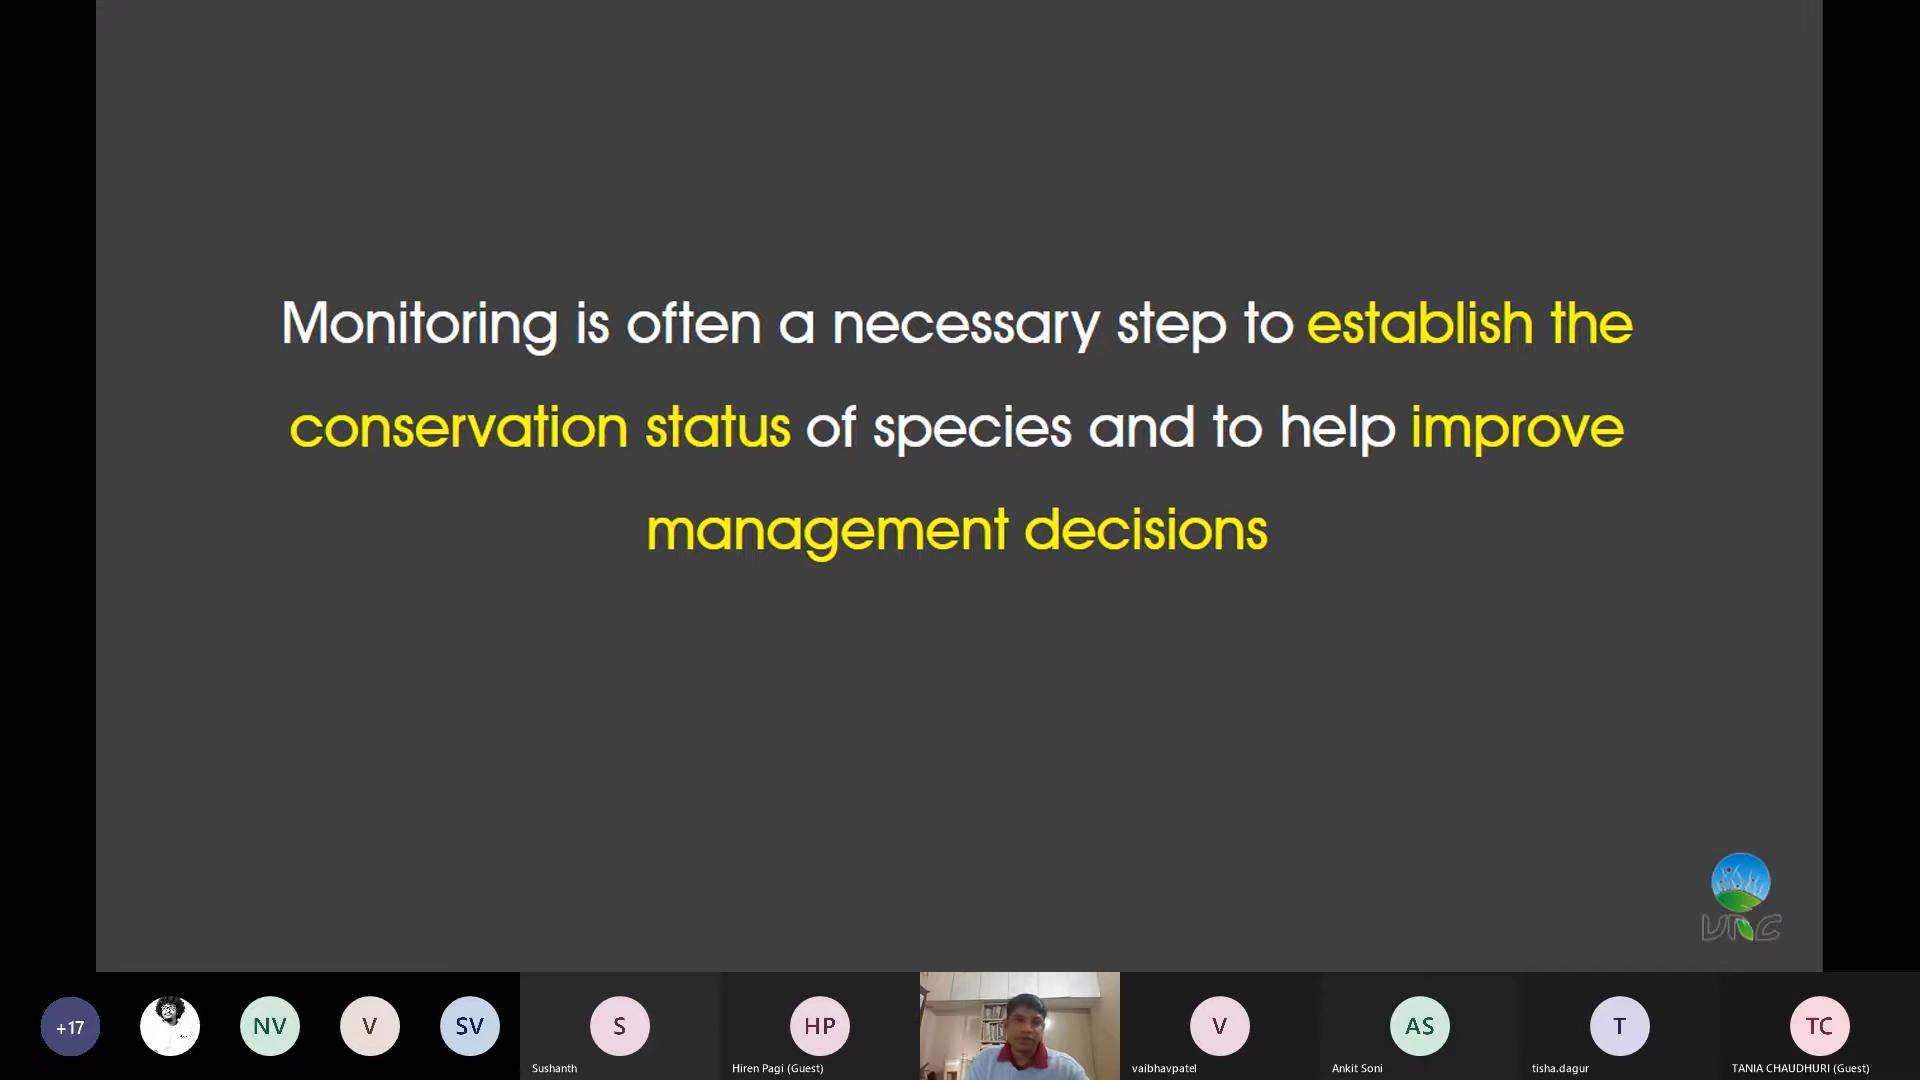 Monitoring is often a necessary step to establish the
conservation status of species and to help improve
management decisions
VNC
+17
NV
V
SV
S
HP
V
AS
T
TC
Sushanth
Hiren Pagi (Guest)
vaibhavpatel
Ankit Soni
tisha.dagur
TANIA CHAUDHURI (Guest)